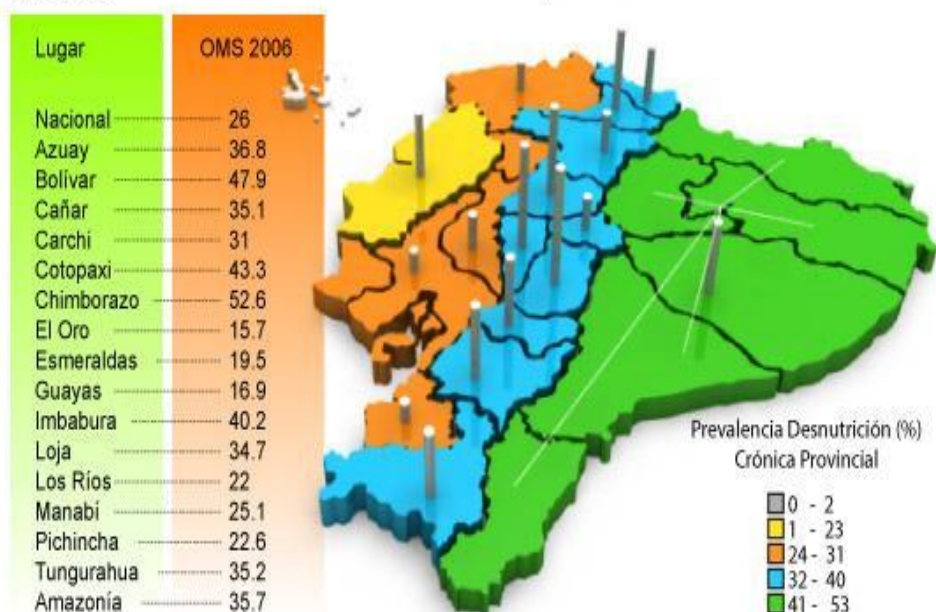 Lugar OMS 2006
Nacional 26
Azuay 36.8
Bolívar 47.9
Cañar 35.1
Carchi 31
Cotopaxi 43.3
Chimborazo 52.6
El Oro 15.7
Esmeraldas 19.5
Guayas 16.9
Imbabura 40.2
Loja 34.7
Los Ríos 22
Manabí 25.1
Pichincha 22.6
Tungurahua 35.2
Amazonía 35.7
Prevalencia Desnutrición (%)
Crónica Provincial
0 - 2
1 - 23
24 - 31
32 - 40
41 - 53